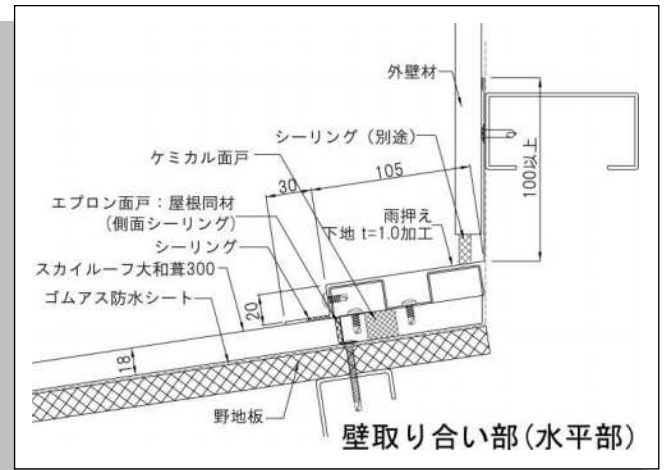 外壁材
シーリング（別途）
ケミカル面戸
105
30
100以上
エプロン面戸：屋根同材
（側面シーリング）
雨押え
下地 t=1.0加工
シーリング
スカイルーフ大和葺300
ゴムアス防水シート
20
18
野地板
壁取り合い部(水平部)